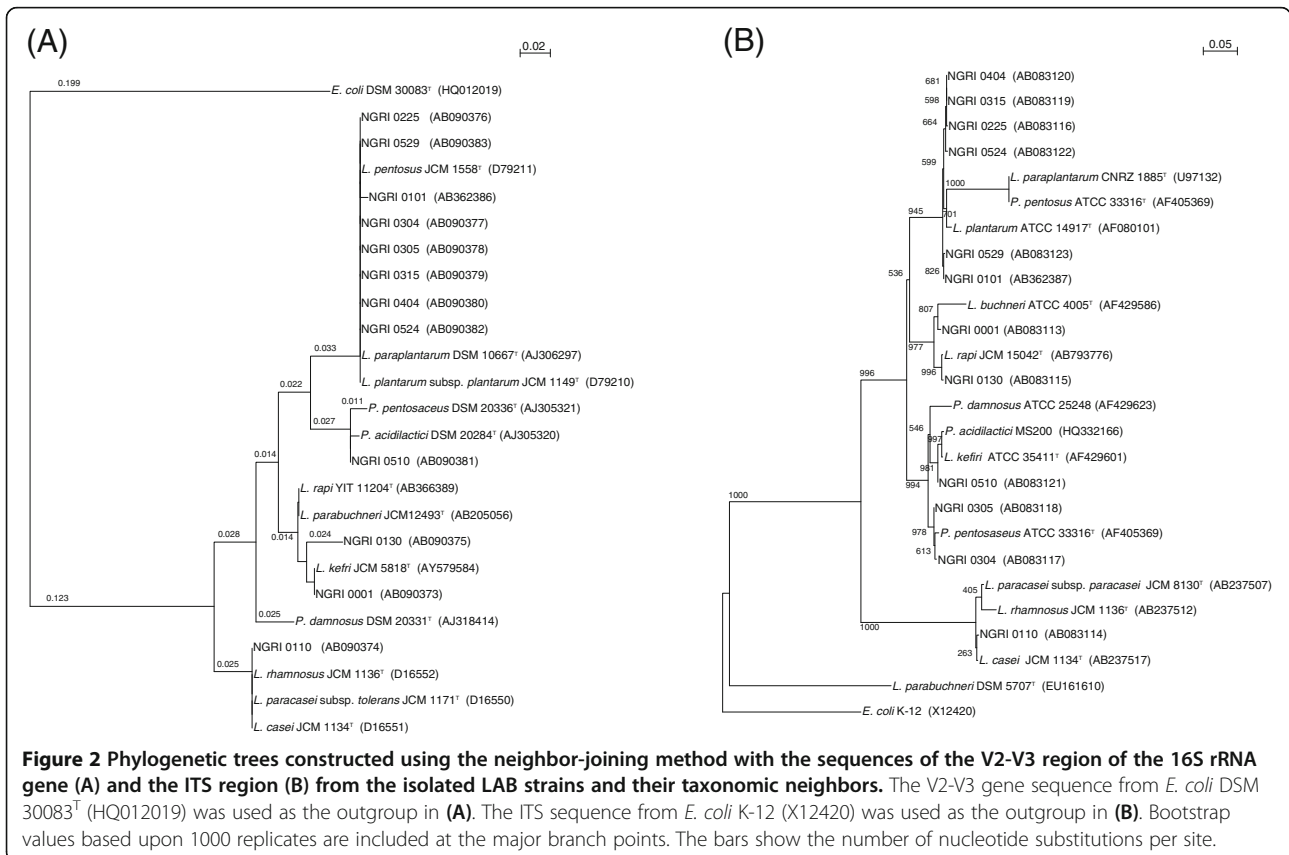 (A)
0.02
0.199
E. coli DSM 30083ᵀ (HQ012019)
NGRI 0225 (AB090376)
NGRI 0529 (AB090383)
L. pentosus JCM 1558ᵀ (D79211)
NGRI 0101 (AB362386)
NGRI 0304 (AB090377)
NGRI 0305 (AB090378)
NGRI 0315 (AB090379)
NGRI 0404 (AB090380)
NGRI 0524 (AB090382)
0.033
L. paraplantarum DSM 10667ᵀ (AJ306297)
L. plantarum subsp. plantarum JCM 1149ᵀ (D79210)
0.022
0.011
P. pentosaceus DSM 20336ᵀ (AJ305321)
0.027
P. acidilactici DSM 20284ᵀ (AJ305320)
NGRI 0510 (AB090381)
0.014
L. rapi YIT 11204ᵀ (AB366389)
L. parabuchneri JCM12493ᵀ (AB205056)
0.014
0.024
NGRI 0130 (AB090375)
0.028
L. kefri JCM 5818ᵀ (AY579584)
NGRI 0001 (AB090373)
0.123
0.025
P. damnosus DSM 20331ᵀ (AJ318414)
NGRI 0110 (AB090374)
0.025
L. rhamnosus JCM 1136ᵀ (D16552)
L. paracasei subsp. tolerans JCM 1171ᵀ (D16550)
L. casei JCM 1134ᵀ (D16551)
(B)
0.05
681
NGRI 0404 (AB083120)
598
NGRI 0315 (AB083119)
664
NGRI 0225 (AB083116)
NGRI 0524 (AB083122)
599
1000
L. paraplantarum CNRZ 1885ᵀ (U97132)
P. pentosus ATCC 33316ᵀ (AF405369)
945
701
L. plantarum ATCC 14917ᵀ (AF080101)
NGRI 0529 (AB083123)
826
NGRI 0101 (AB362387)
536
807
L. buchneri ATCC 4005ᵀ (AF429586)
NGRI 0001 (AB083113)
977
L. rapi JCM 15042ᵀ (AB793776)
996
996
NGRI 0130 (AB083115)
P. damnosus ATCC 25248 (AF429623)
546
997
P. acidilactici MS200 (HQ332166)
L. kefiri ATCC 35411ᵀ (AF429601)
981
994
NGRI 0510 (AB083121)
1000
NGRI 0305 (AB083118)
978
P. pentosaseus ATCC 33316ᵀ (AF405369)
613
NGRI 0304 (AB083117)
405
L. paracasei subsp. paracasei JCM 8130ᵀ (AB237507)
L. rhamnosus JCM 1136ᵀ (AB237512)
1000
NGRI 0110 (AB083114)
263
L. casei JCM 1134ᵀ (AB237517)
L. parabuchneri DSM 5707ᵀ (EU161610)
E. coli K-12 (X12420)
Figure 2 Phylogenetic trees constructed using the neighbor-joining method with the sequences of the V2-V3 region of the 16S rRNA
gene (A) and the ITS region (B) from the isolated LAB strains and their taxonomic neighbors. The V2-V3 gene sequence from E. coli DSM
30083ᵀ (HQ012019) was used as the outgroup in (A). The ITS sequence from E. coli K-12 (X12420) was used as the outgroup in (B). Bootstrap
values based upon 1000 replicates are included at the major branch points. The bars show the number of nucleotide substitutions per site.